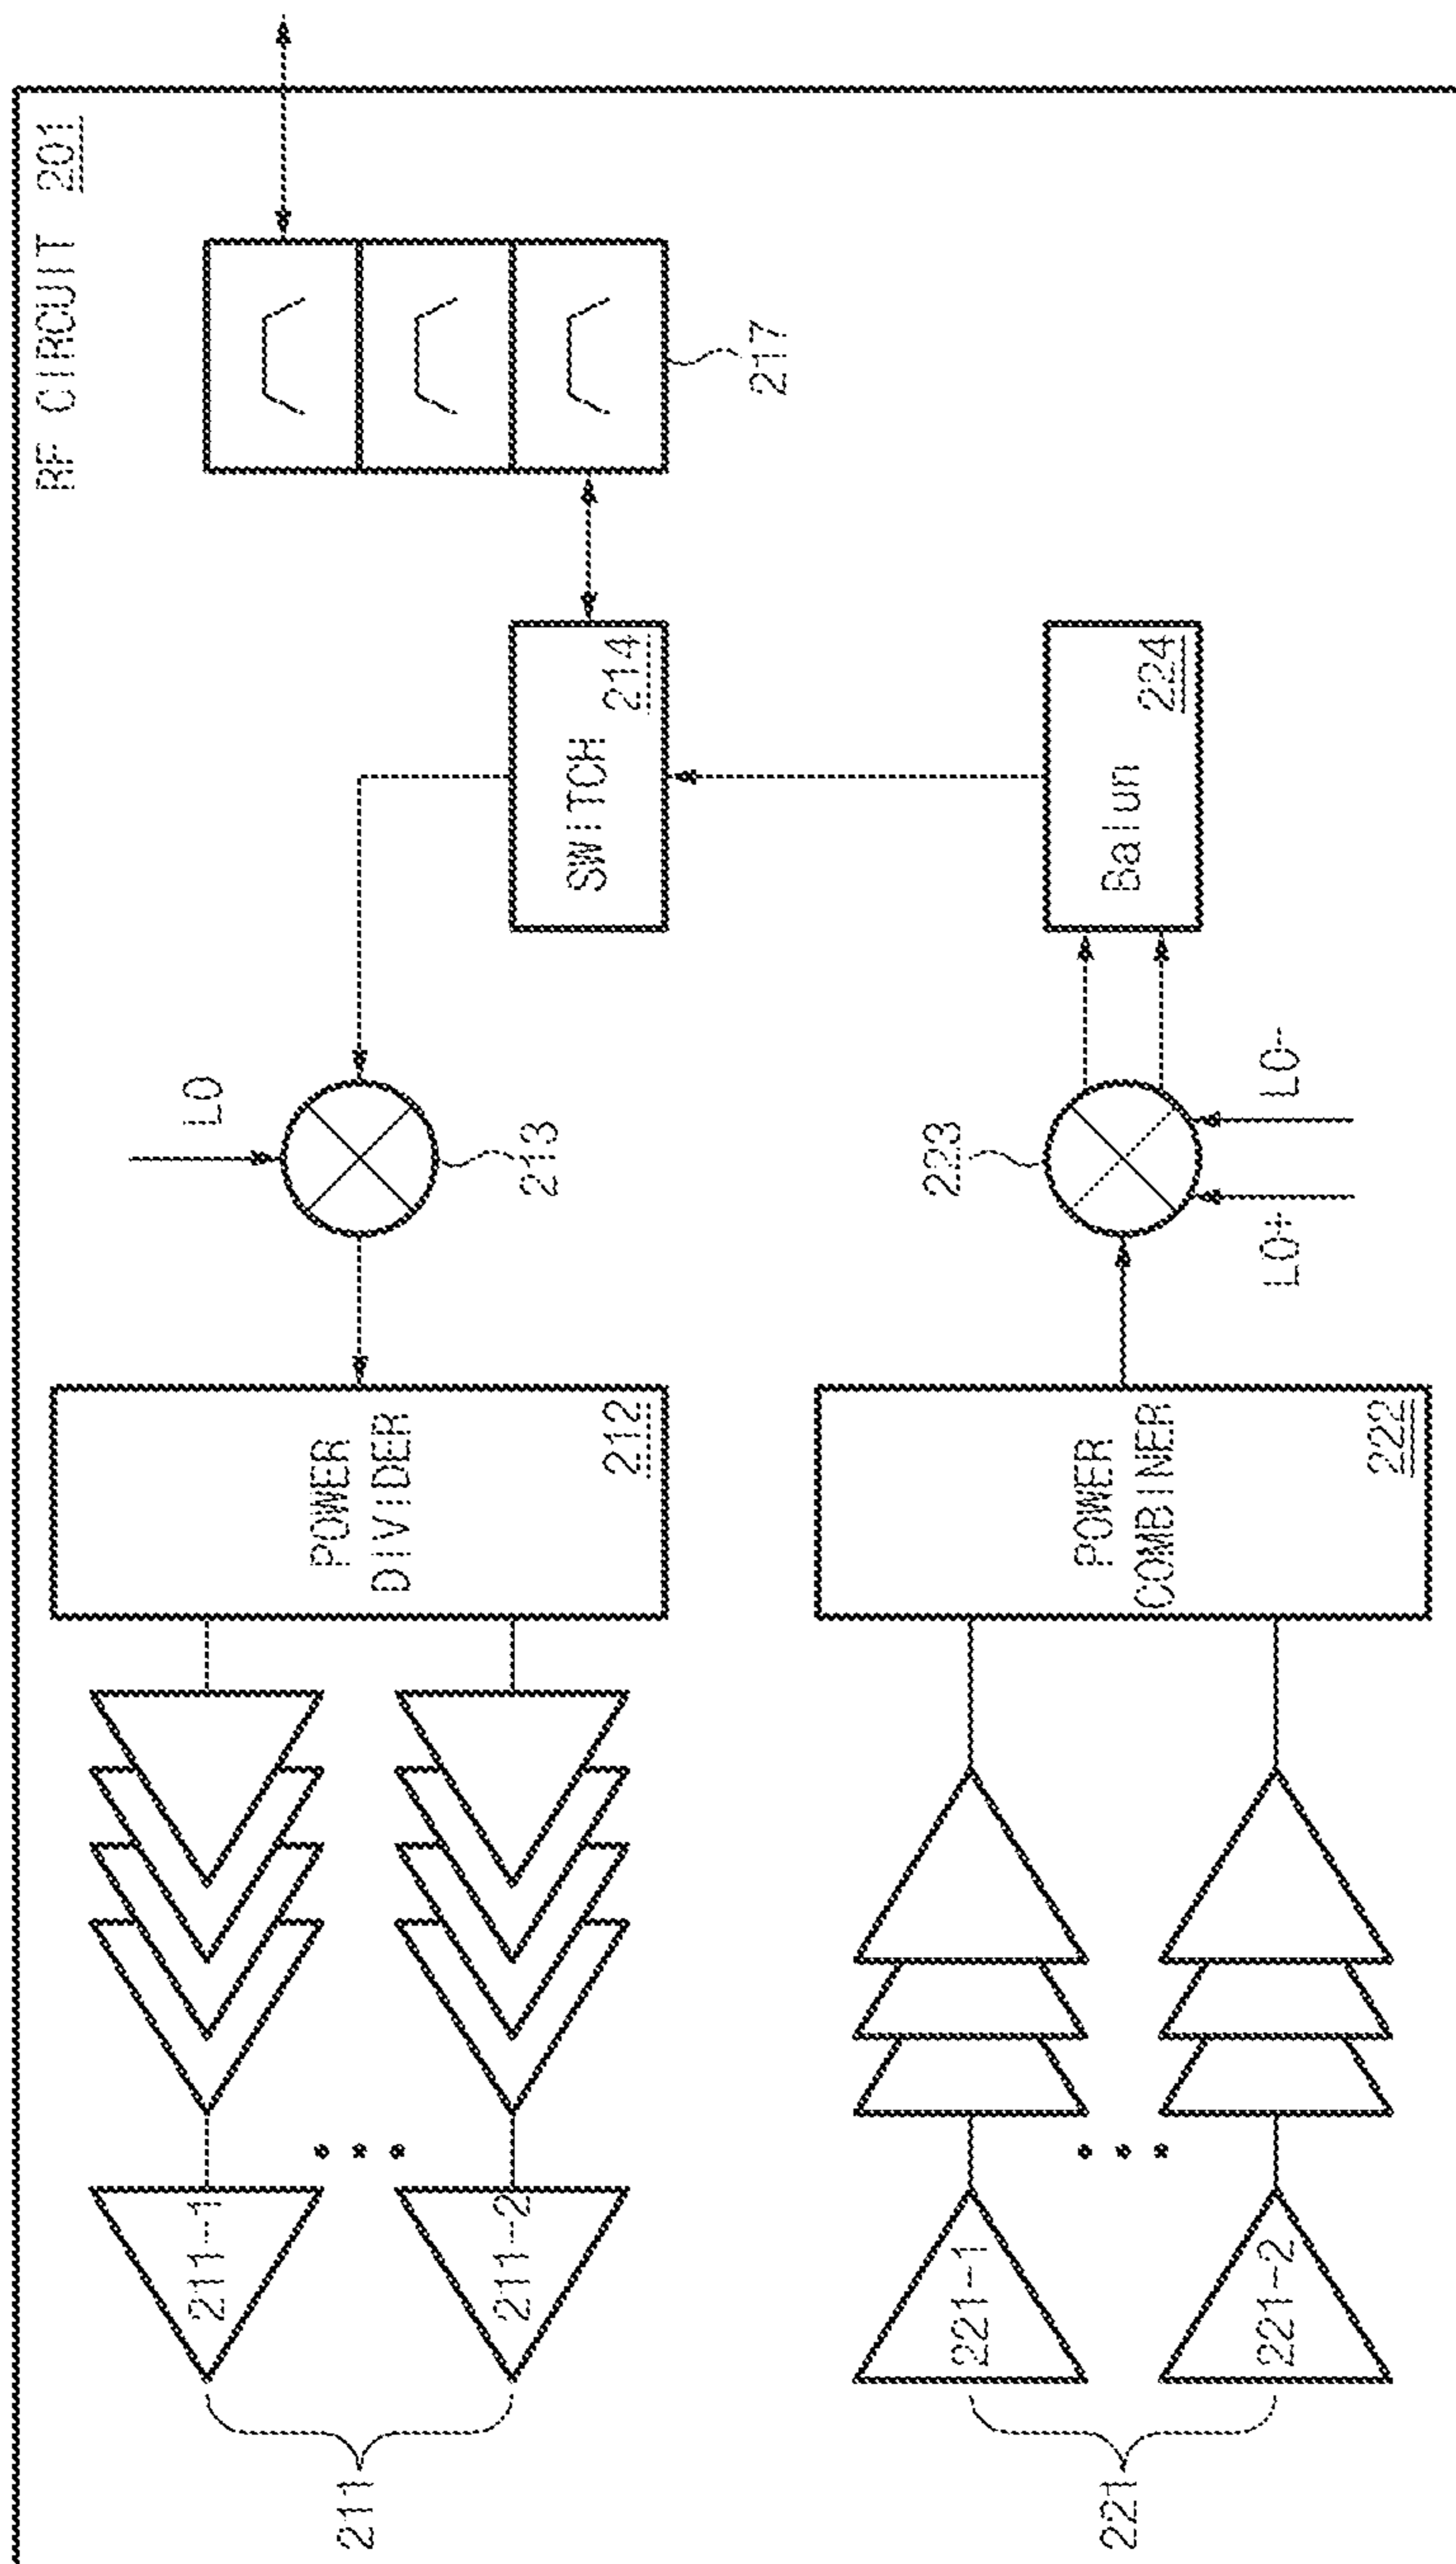 RF CIRCUIT 201
211
211-1
211-2
POWER
DIVIDER
212
LO
213
SWITCH
214
217
221
221-1
221-2
POWER
COMBINER
222
223
LO+
LO-
Balun
224